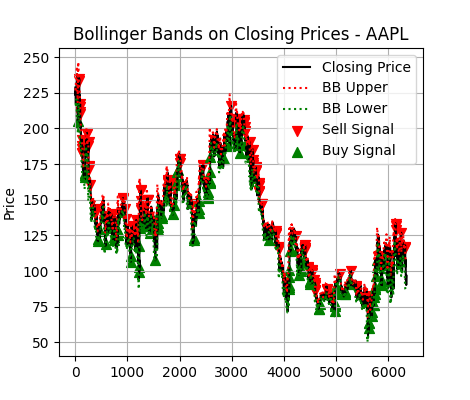 Bollinger Bands on Closing Prices - AAPL
Price
250
225
200
175
150
125
100
75
50
0
1000
2000
3000
4000
5000
6000
Closing Price
BB Upper
BB Lower
Sell Signal
Buy Signal